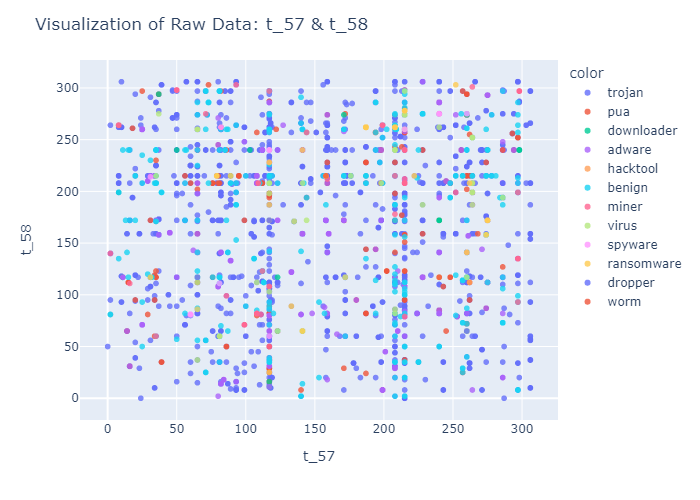 Visualization of Raw Data: t_57 & t_58
color
trojan
pua
downloader
adware
hacktool
benign
miner
virus
spyware
ransomware
dropper
worm
t_58
300
250
200
150
100
50
0
0 50 100 150 200 250 300
t_57